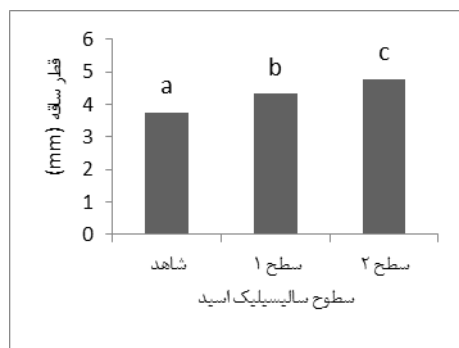 قطر ساقه (mm)
6
5
4
3
2
1
0
a
b
c
شاهد
سطح ۱
سطح ۲
سطوح سالیسیلیک اسید